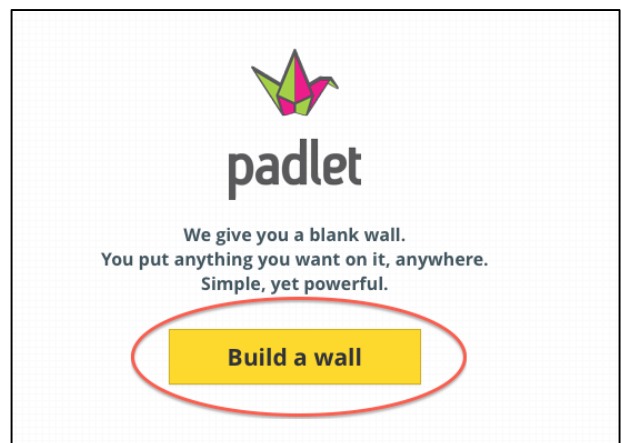 padlet
We give you a blank wall.
You put anything you want on it, anywhere.
Simple, yet powerful.
Build a wall